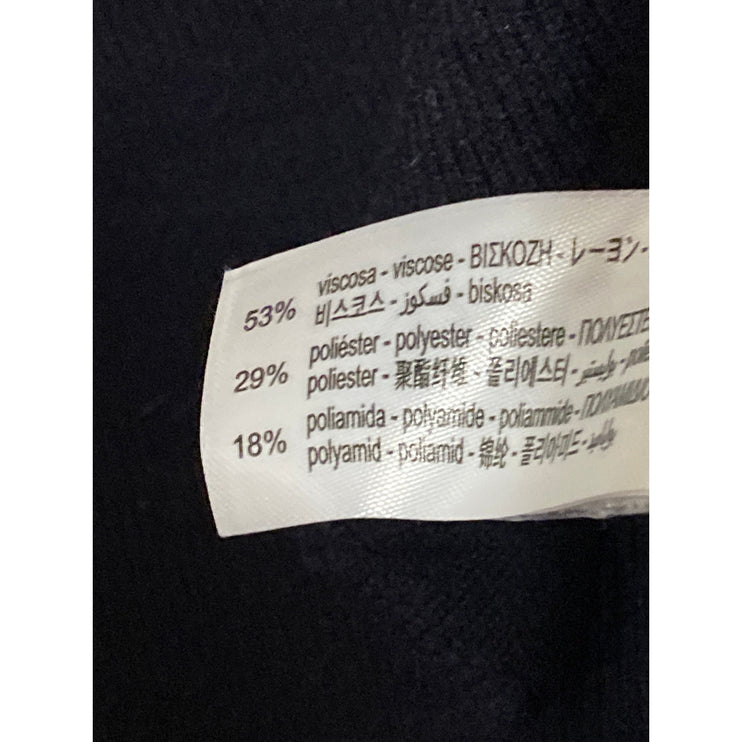 53% viscosa - viscose - ΒΙΣΚΟΖΗ - レーヨン -
비스코스 - فسكوز - biskosa
29% poliéster - polyester - poliestere - ΠΟΛΥΕΣΤΕ
poliester - 聚酯纤维 - 폴리에스터 - بوليستر -
18% poliamida - polyamide - poliammide -
polyamid - poliamid - 锦纶 - 폴리아미드 -